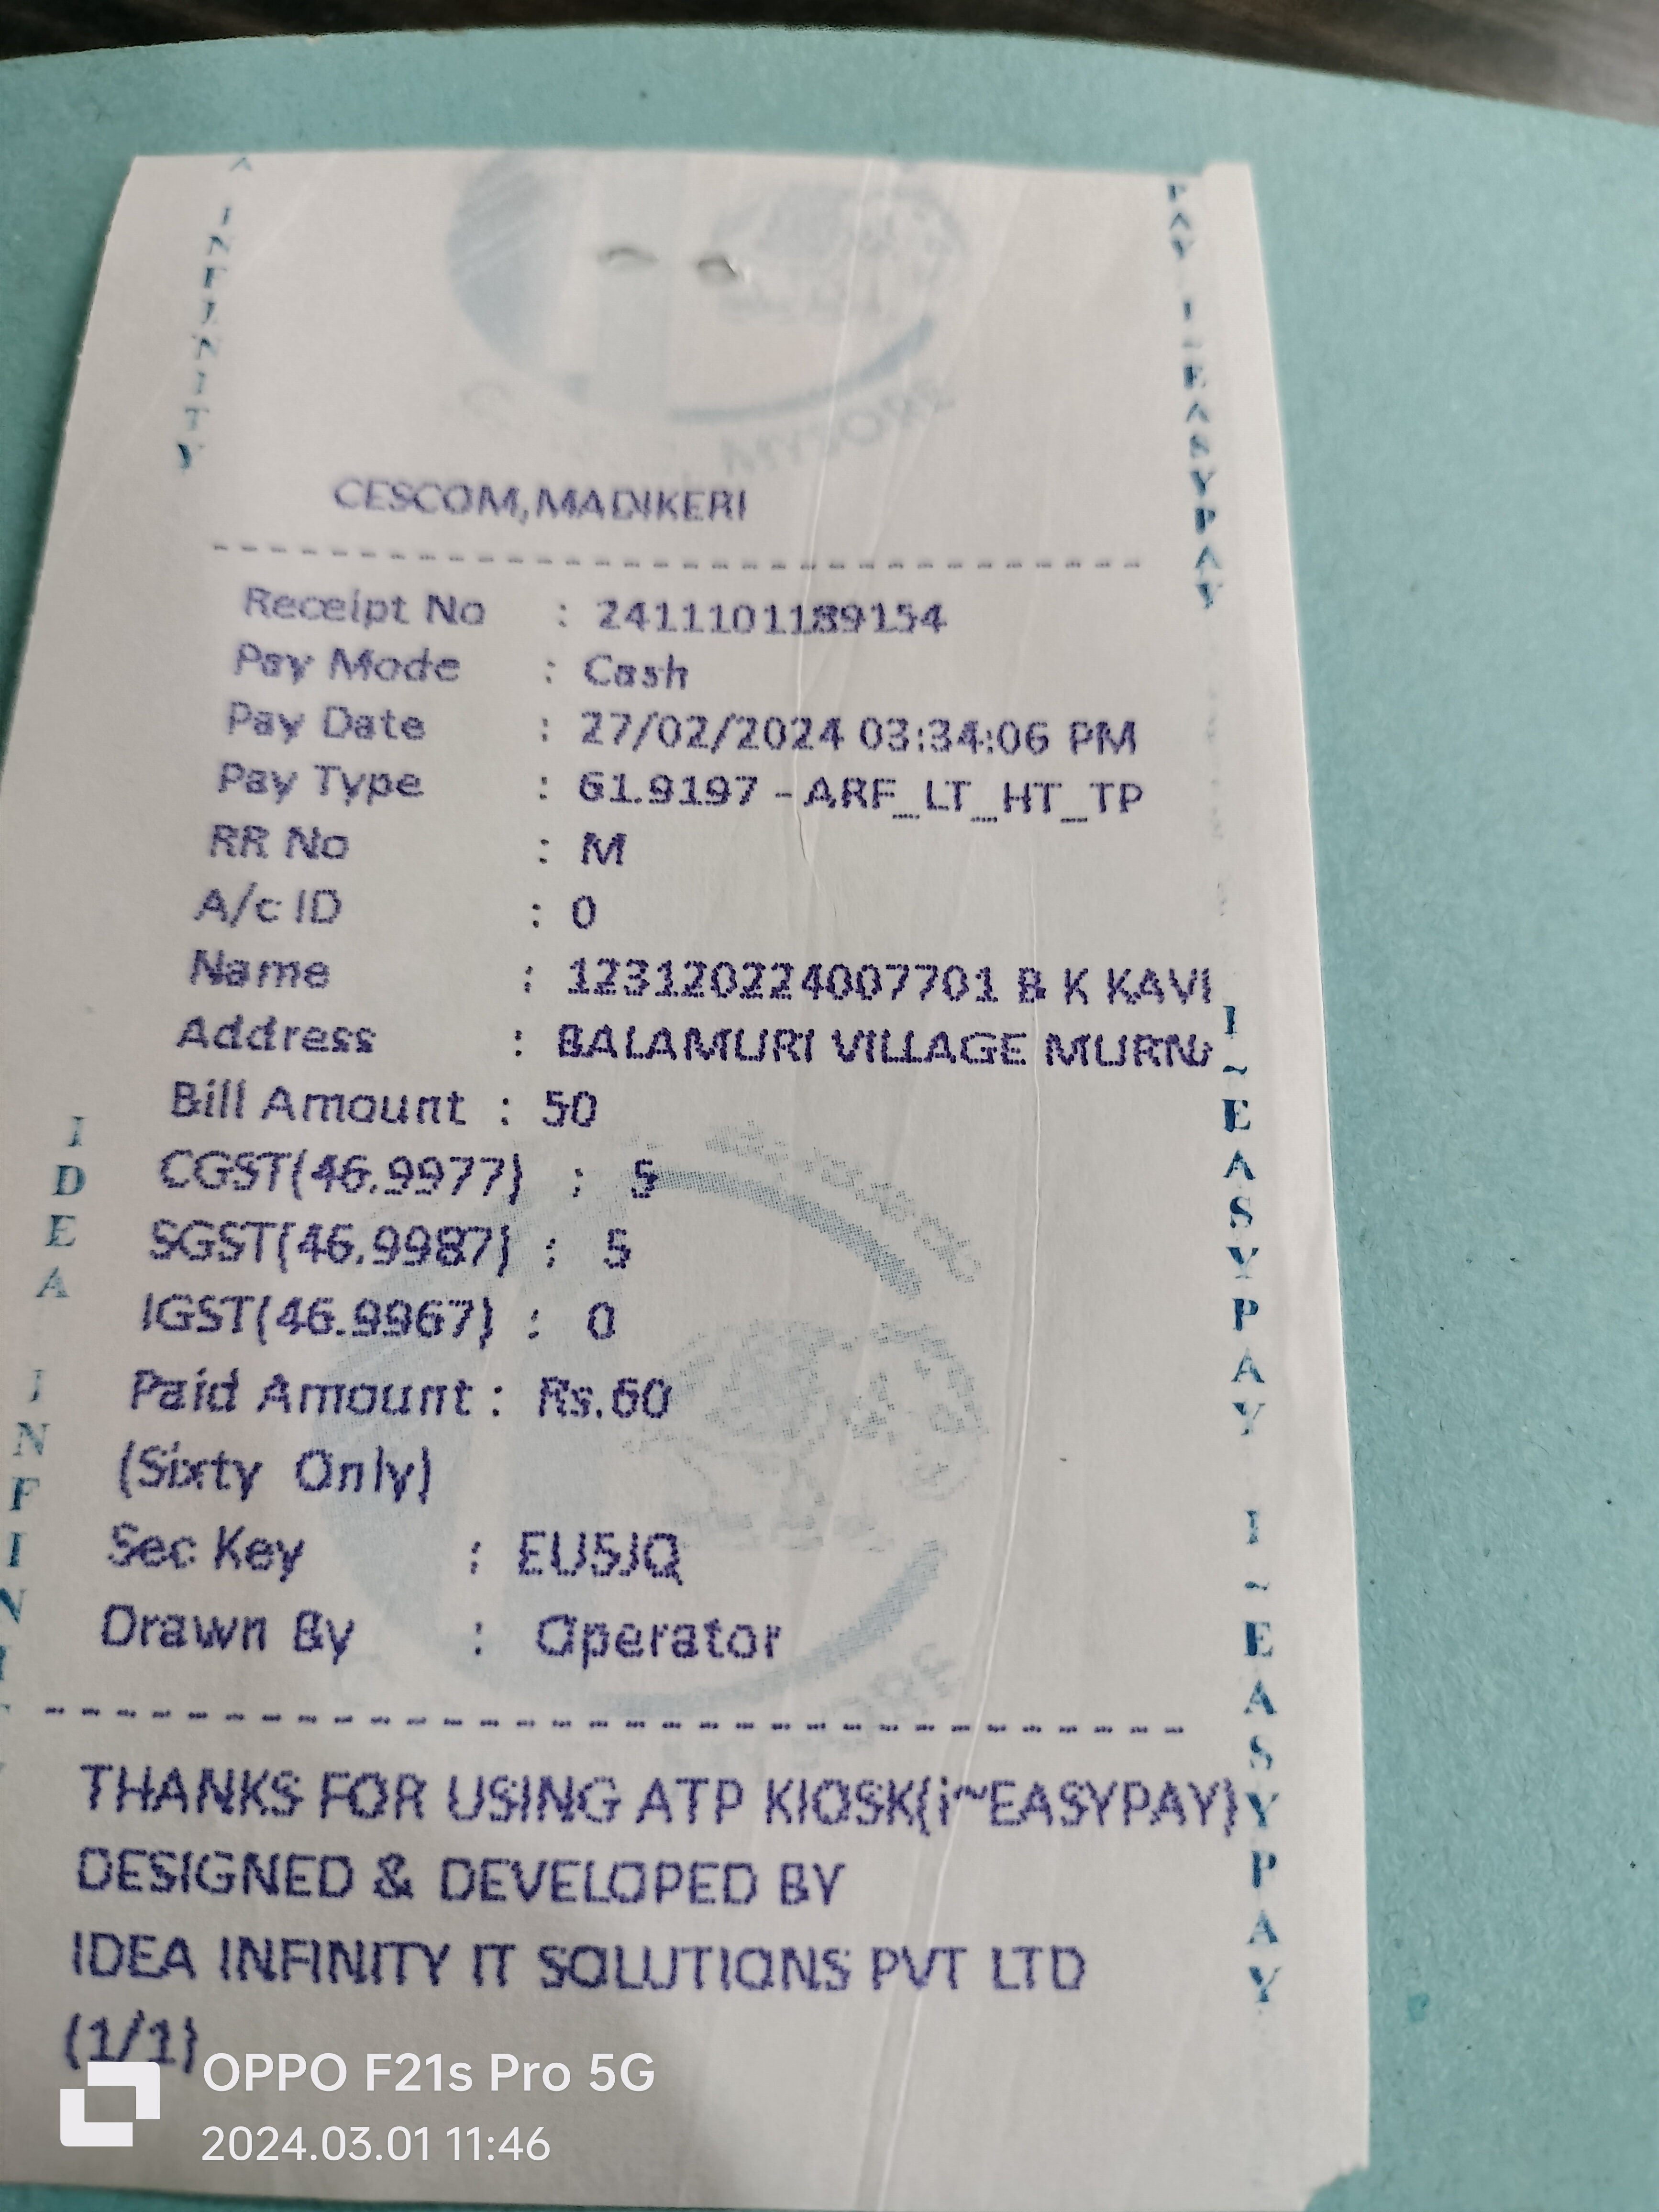 CESCOM,MADIKERI
Receipt No : 2411101189154
Pay Mode : Cash
Pay Date : 27/02/2024 03:34:06 PM
Pay Type : 61.9197 - ARF_LT_HT_TP
RR No : M
A/c ID : 0
Name : 123120224007701 B K KAVI
Address : BALAMURI VILLAGE MURNA
Bill Amount : 50
CGST(46.9977) : 5
SGST(46.9987) : 5
IGST(46.9967) : 0
Paid Amount : Rs.60
(Sixty Only)
Sec Key : EU5JQ
Drawn By : Operator
THANKS FOR USING ATP KIOSK(i~EASYPAY)
DESIGNED & DEVELOPED BY
IDEA INFINITY IT SOLUTIONS PVT LTD
(1/1)
INFINITY
IDEA INFINIT
PAY I~EASYPAY
I~EASYPAY I~EASYPAY
OPPO F21s Pro 5G
2024.03.01 11:46